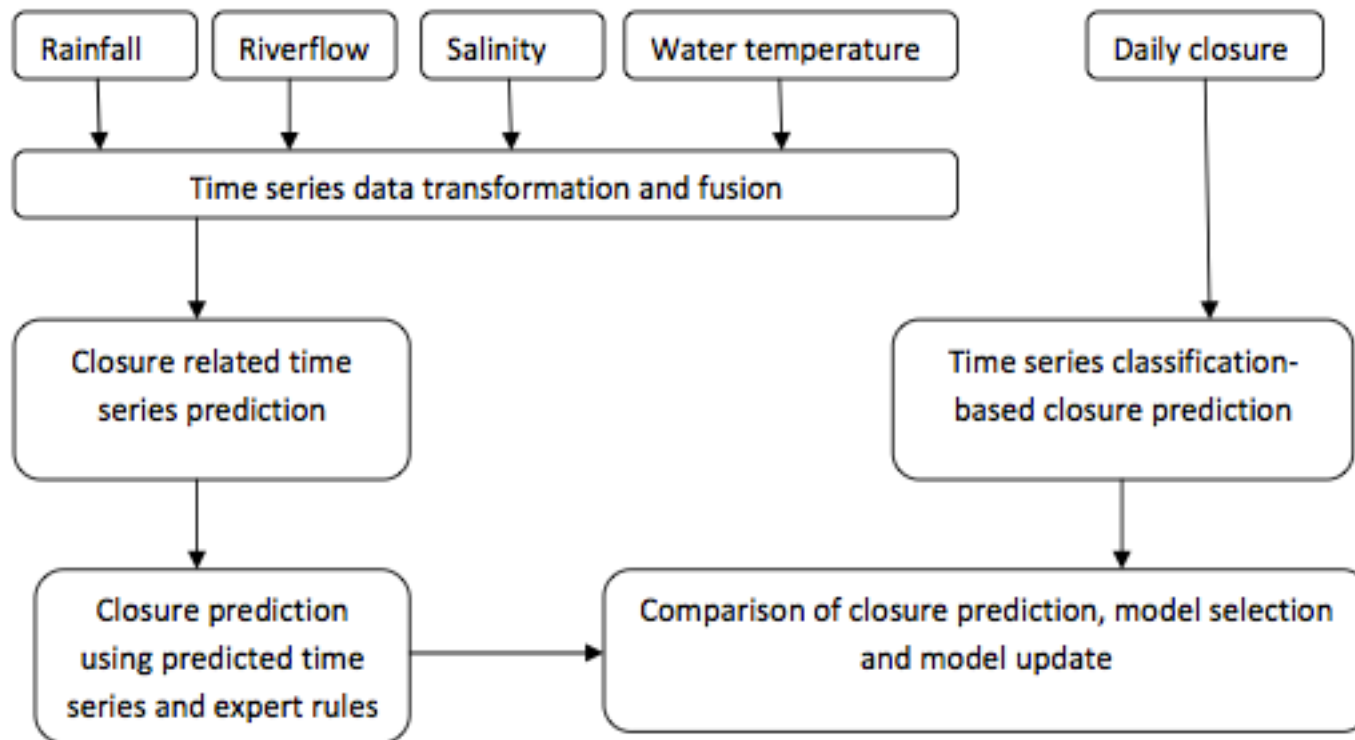 Rainfall
Riverflow
Salinity
Water temperature
Daily closure
Time series data transformation and fusion
Closure related time
series prediction
Time series classification-
based closure prediction
Closure prediction
using predicted time
series and expert rules
Comparison of closure prediction, model selection
and model update